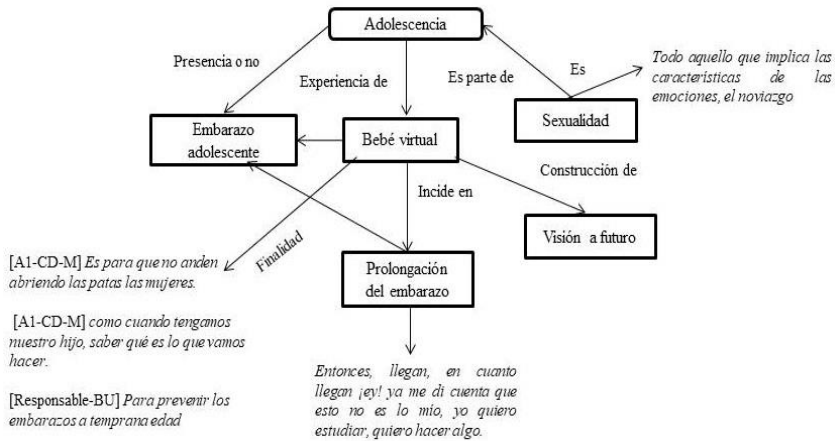 Adolescencia
Presencia o no
Experiencia de
Es parte de
Es
Todo aquello que implica las
características de las
emociones, el noviazgo
Embarazo
adolescente
Bebé virtual
Sexualidad
Construcción de
Incide en
Finalidad
Visión a futuro
Prolongación
del embarazo
[A1-CD-M] Es para que no anden
abriendo las patas las mujeres.
[A1-CD-M] como cuando tengamos
nuestro hijo, saber qué es lo que vamos
hacer.
[Responsable-BU] Para prevenir los
embarazos a temprana edad
Entonces, llegan, en cuanto
llegan ¡ey! ya me di cuenta que
esto no es lo mío, yo quiero
estudiar, quiero hacer algo.